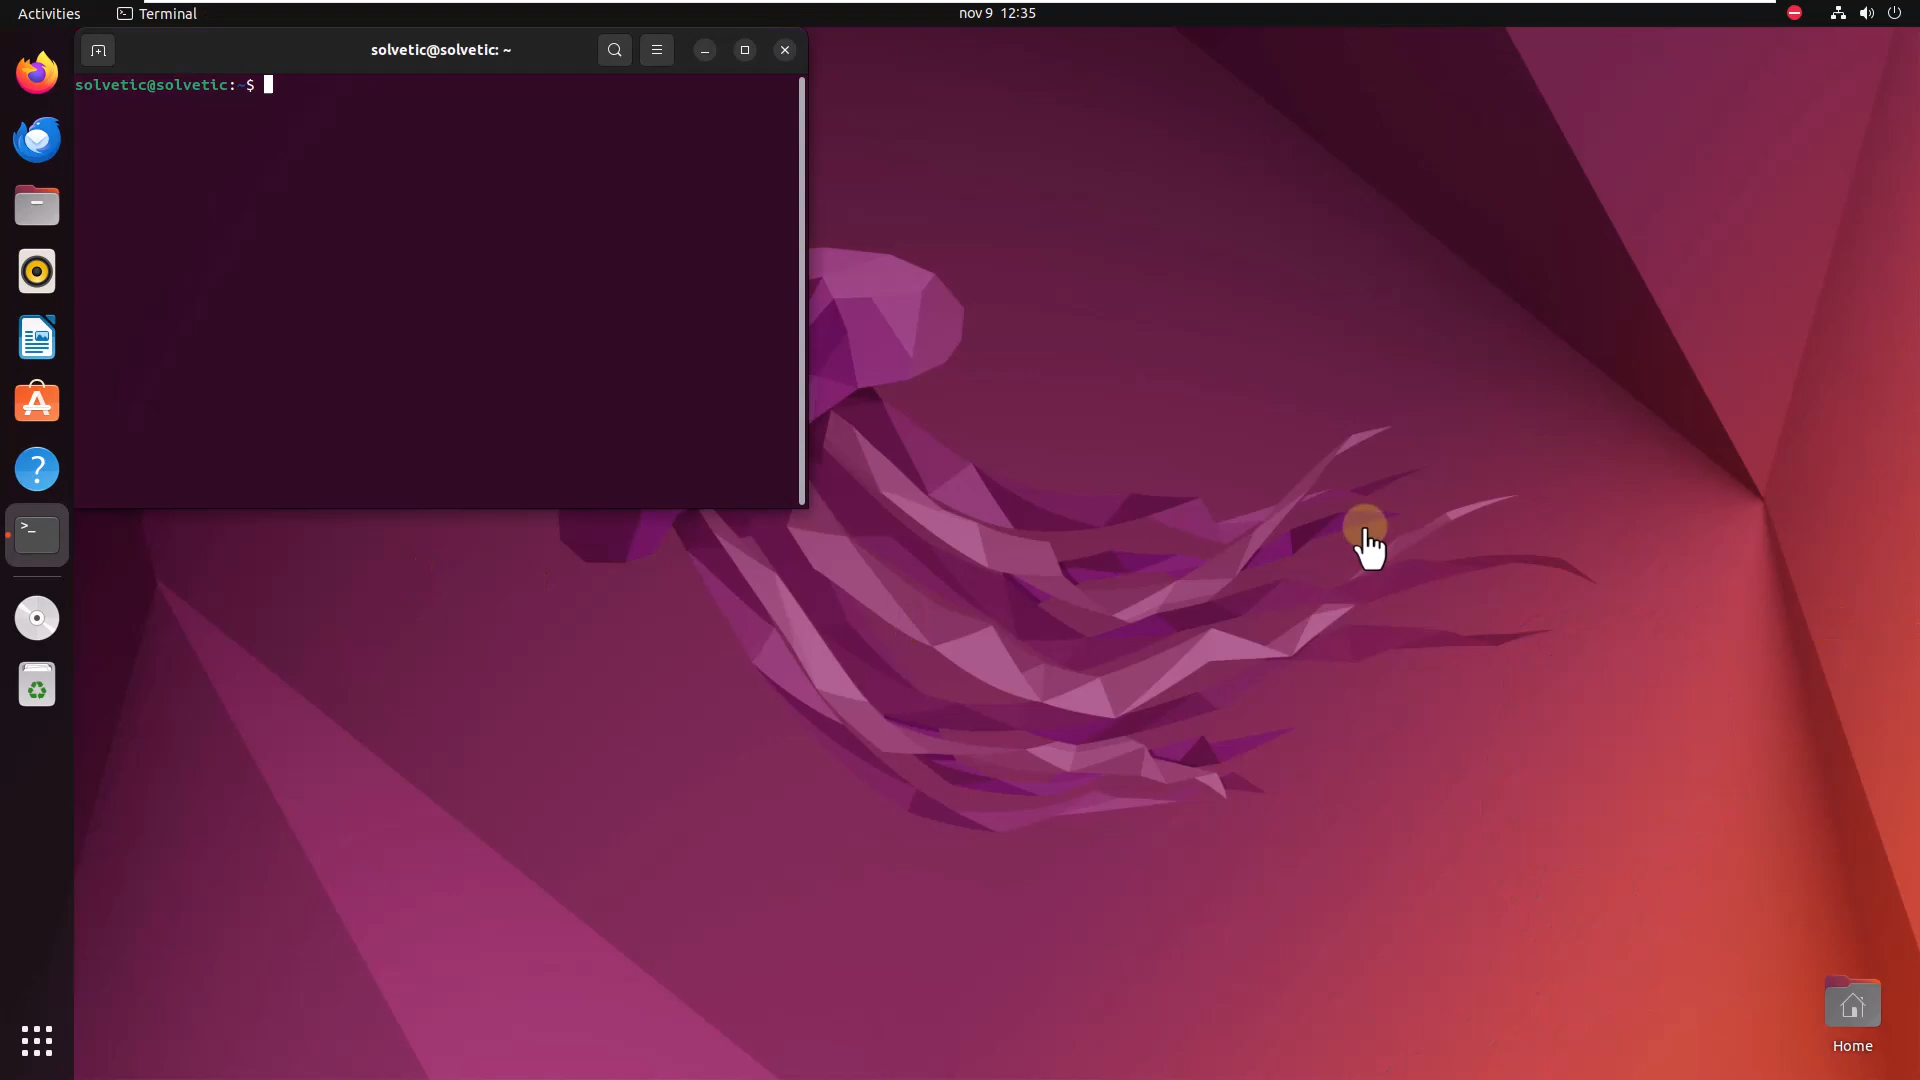 Activities
Terminal
nov 9 12:35
solvetic@solvetic: ~
solvetic@solvetic:~$
Home